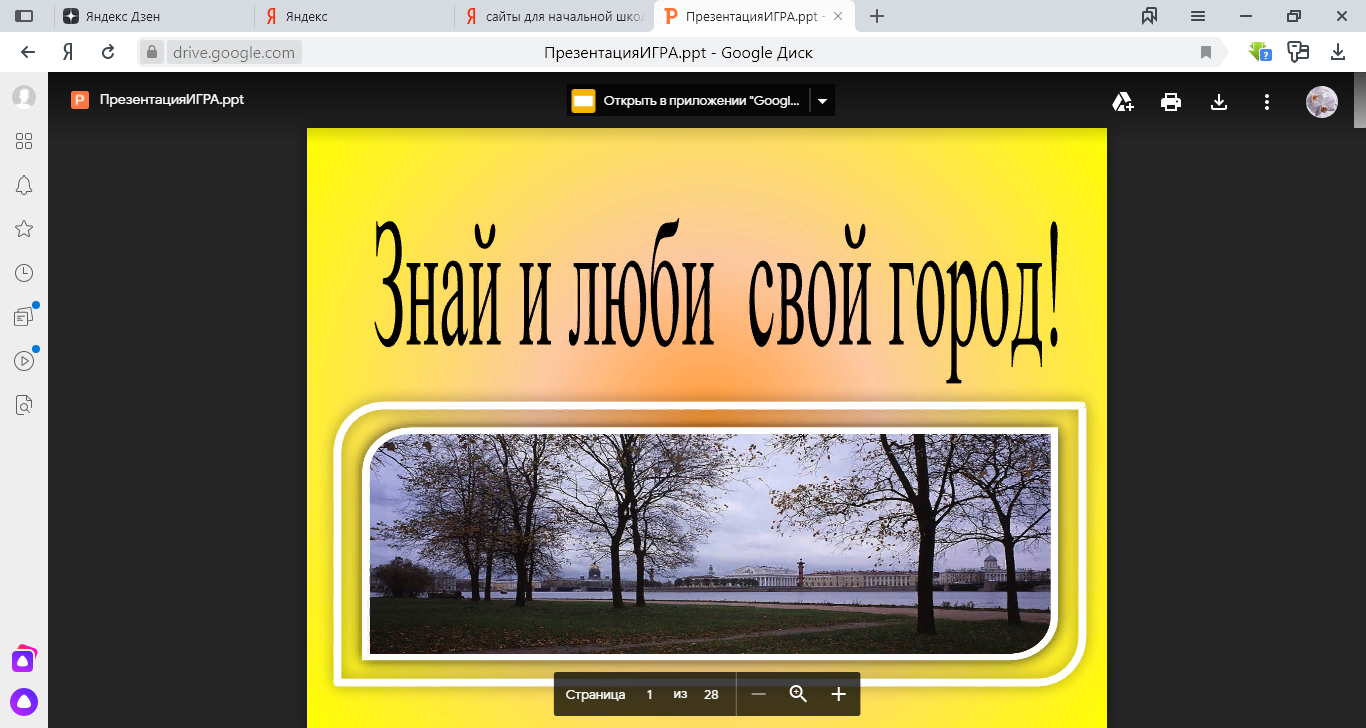 Яндекс Дзен
Яндекс
сайты для начальной шко
ПрезентацияИГРА.ppt -
drive.google.com
ПрезентацияИГРА.ppt - Google Диск
P ПрезентацияИГРА.ppt
Открыть в приложении "Googl...
Знай и люби свой город!
Страница 1 из 28